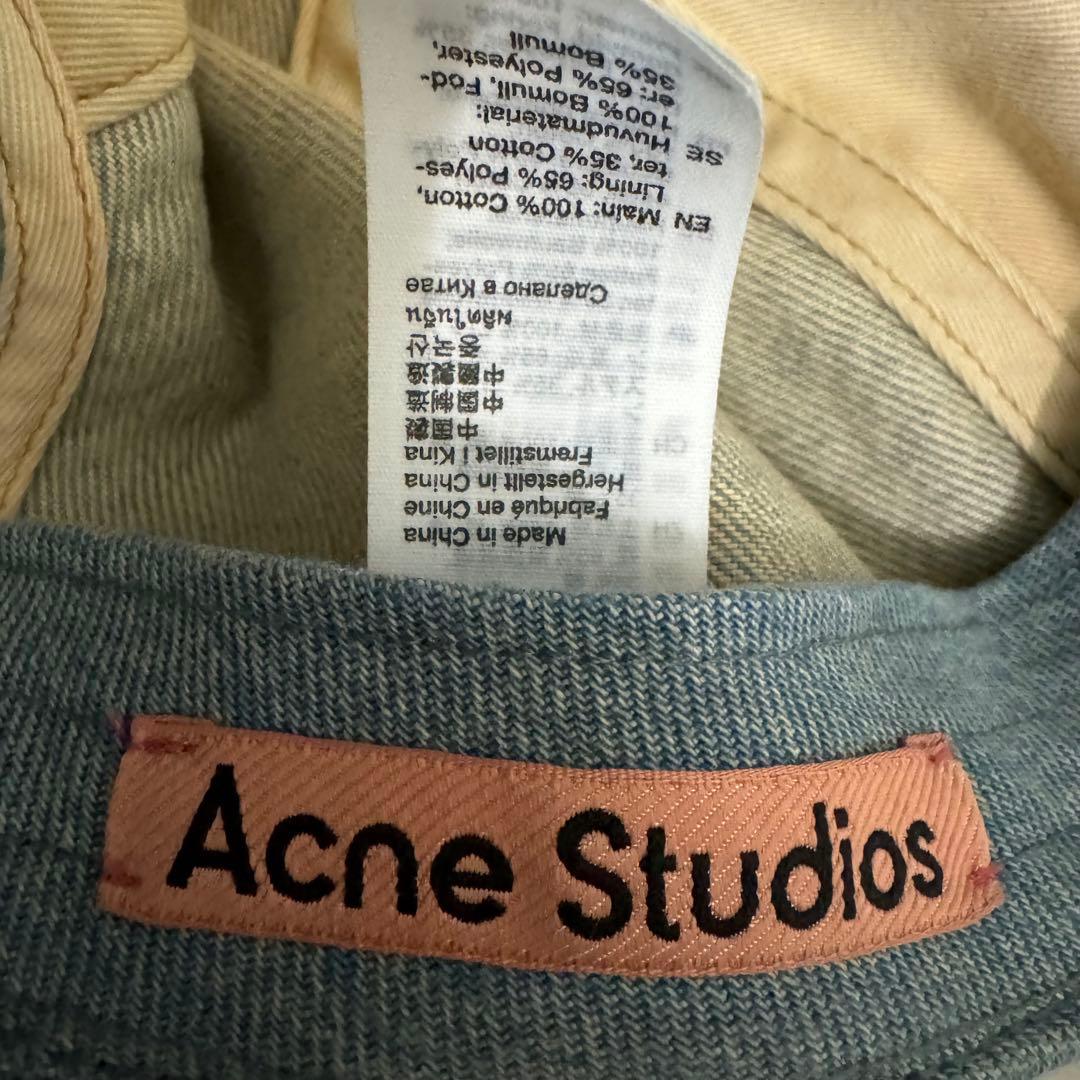 Made in China
Fabriqué en Chine
Hergestellt in China
Fremstillet i Kina
中国製
中国制造
中國製造
중국산
ผลิตในจีน
Сделано в Китае
EN Main: 100% Cotton,
Lining: 65% Polyes-
ter, 35% Cotton
SE Huvudmaterial:
100% Bomull, Fod-
er: 65% Polyester,
35% Bomull
Acne Studios